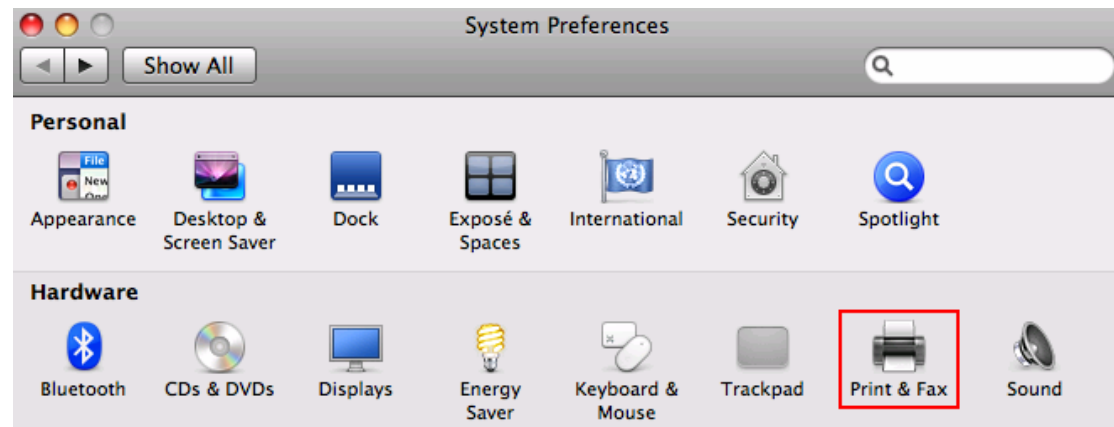 System Preferences
Show All
Personal
File
New
Appearance
Desktop &
Screen Saver
Dock
Exposé &
Spaces
International
Security
Spotlight
Hardware
Bluetooth
CDs & DVDs
Displays
Energy
Saver
Keyboard &
Mouse
Trackpad
Print & Fax
Sound